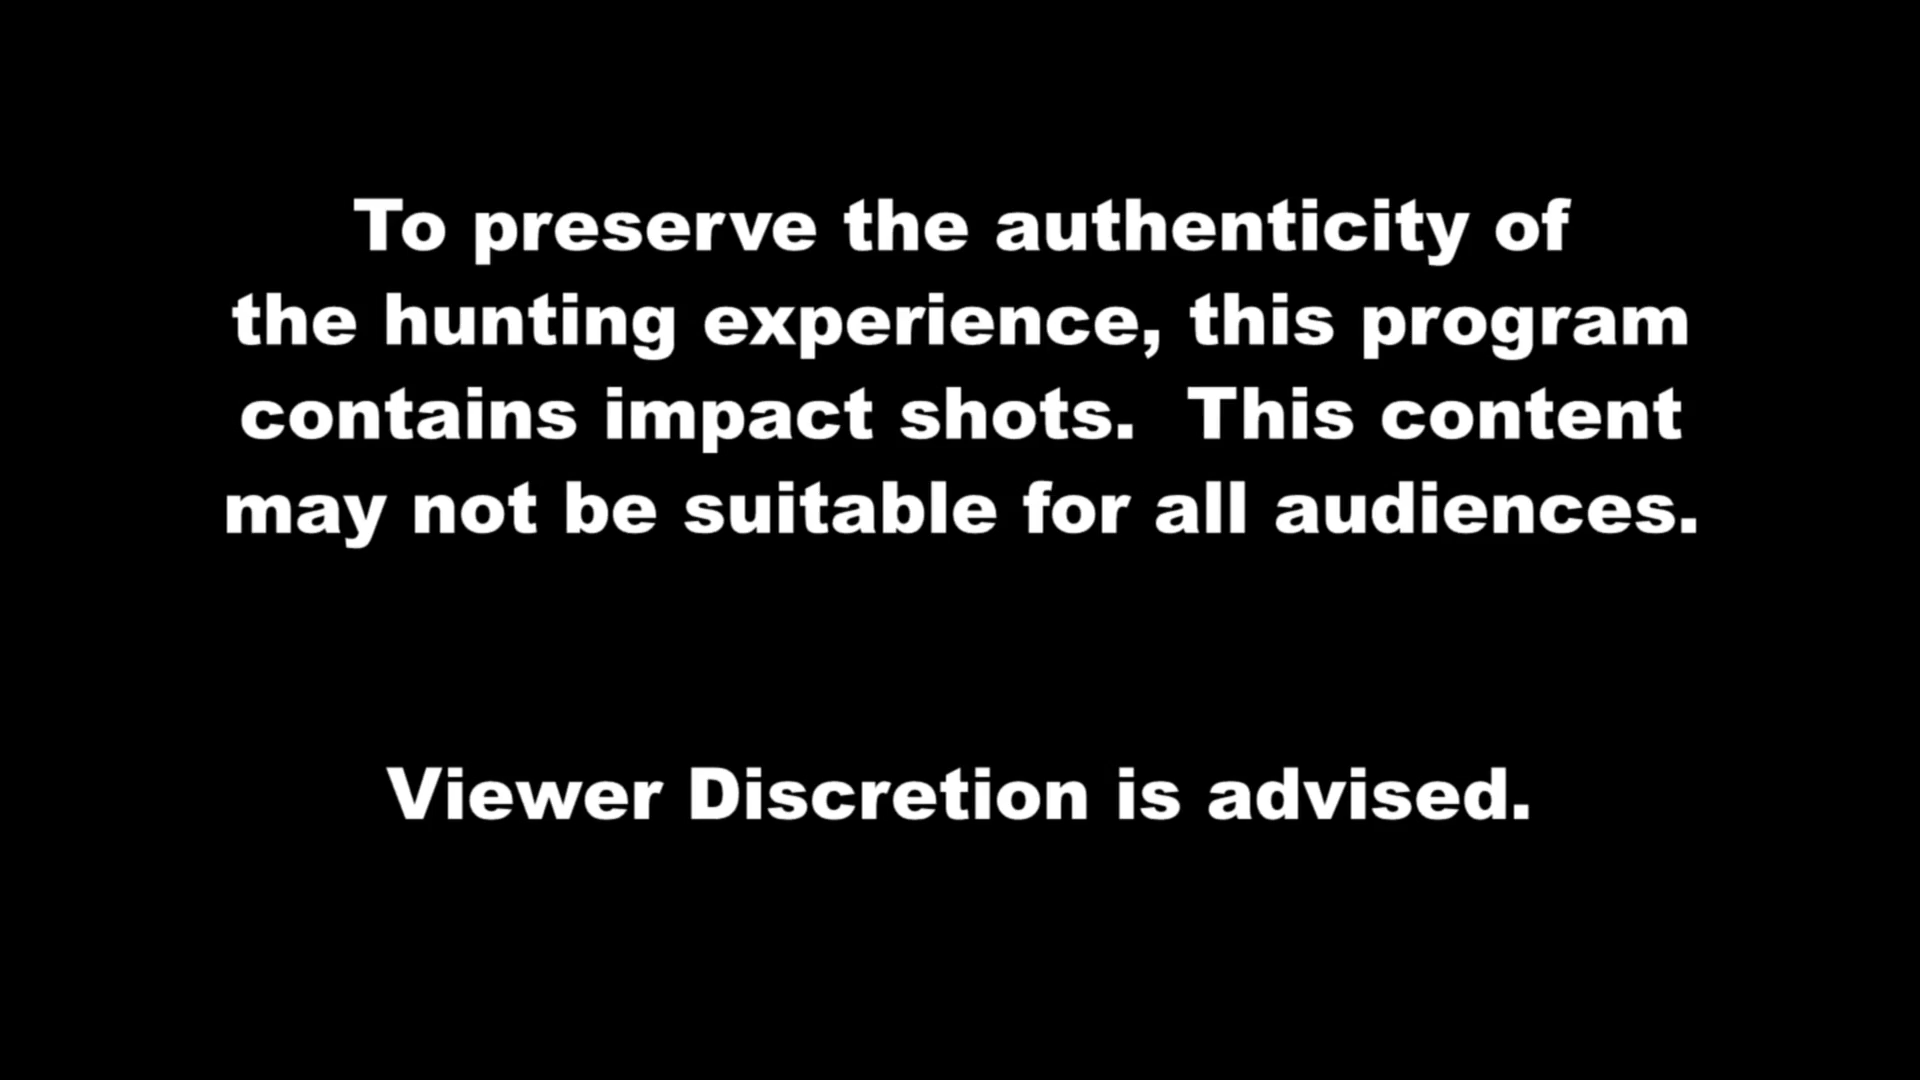 To preserve the authenticity of
the hunting experience, this program
contains impact shots.  This content
may not be suitable for all audiences.
Viewer Discretion is advised.